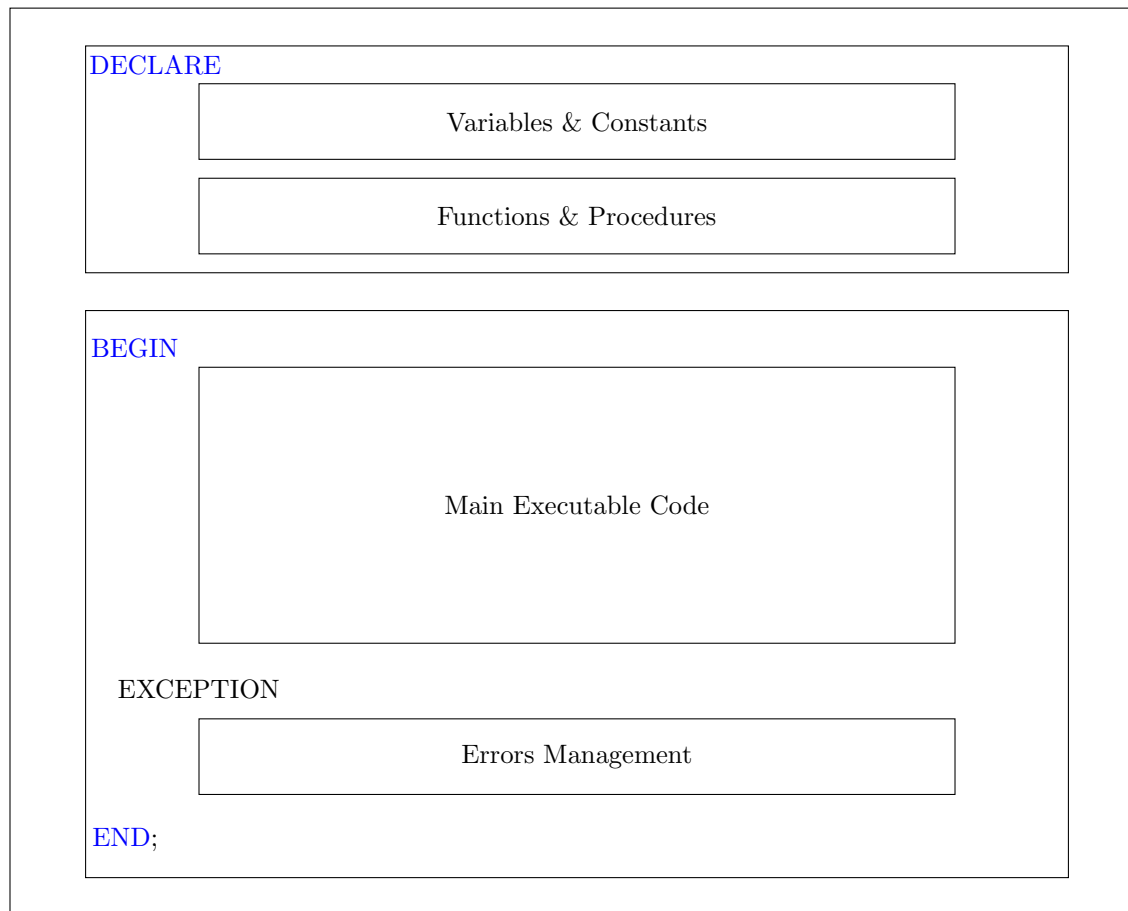 DECLARE
Variables & Constants
Functions & Procedures
BEGIN
Main Executable Code
EXCEPTION
Errors Management
END;